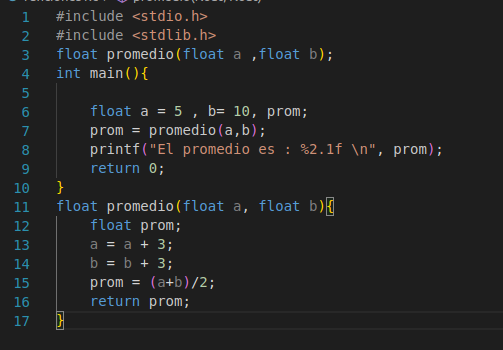 1 #include <stdio.h>
2 #include <stdlib.h>
3 float promedio(float a ,float b);
4 int main(){
5
6     float a = 5 , b= 10, prom;
7     prom = promedio(a,b);
8     printf("El promedio es : %2.1f \n", prom);
9     return 0;
10 }
11 float promedio(float a, float b){
12     float prom;
13     a = a + 3;
14     b = b + 3;
15     prom = (a+b)/2;
16     return prom;
17 }